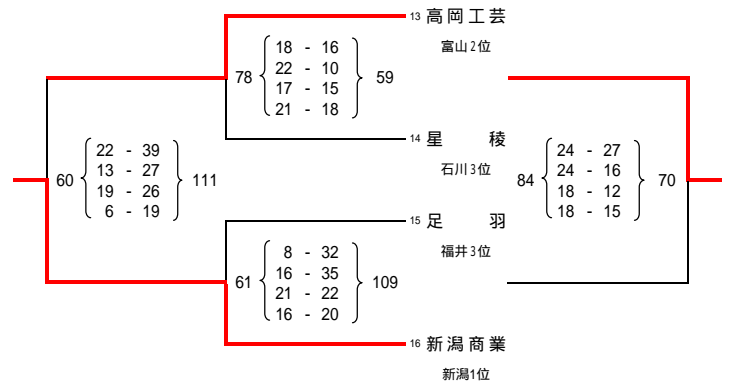 13 高岡工芸
富山2位
78 18 - 16 59
22 - 10
17 - 15
21 - 18
14 星 稜
石川3位
60 22 - 39 111
13 - 27
19 - 26
6 - 19
84 24 - 27 70
24 - 16
18 - 12
18 - 15
15 足 羽
福井3位
61 8 - 32 109
16 - 35
21 - 22
16 - 20
16 新潟商業
新潟1位